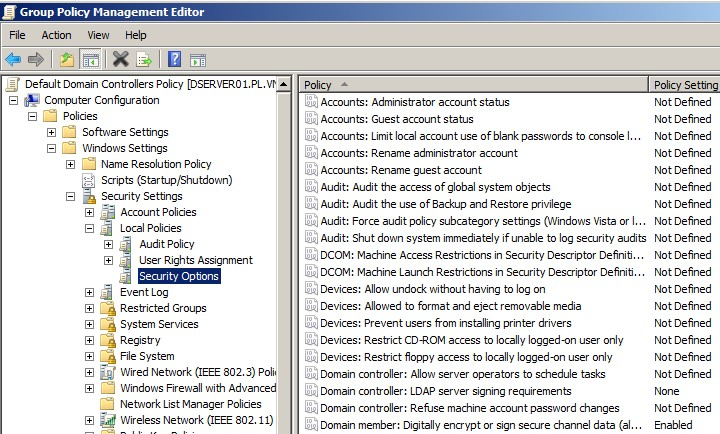 Group Policy Management Editor
File Action View Help
Default Domain Controllers Policy [DSERVER01.PL.VN
Computer Configuration
Policies
Software Settings
Windows Settings
Name Resolution Policy
Scripts (Startup/Shutdown)
Security Settings
Account Policies
Local Policies
Audit Policy
User Rights Assignment
Security Options
Event Log
Restricted Groups
System Services
Registry
File System
Wired Network (IEEE 802.3) Polic
Windows Firewall with Advanced
Network List Manager Policies
Wireless Network (IEEE 802.11)
Policy Policy Setting
Accounts: Administrator account status Not Defined
Accounts: Guest account status Not Defined
Accounts: Limit local account use of blank passwords to console l... Not Defined
Accounts: Rename administrator account Not Defined
Accounts: Rename guest account Not Defined
Audit: Audit the access of global system objects Not Defined
Audit: Audit the use of Backup and Restore privilege Not Defined
Audit: Force audit policy subcategory settings (Windows Vista or l... Not Defined
Audit: Shut down system immediately if unable to log security audits Not Defined
DCOM: Machine Access Restrictions in Security Descriptor Definiti... Not Defined
DCOM: Machine Launch Restrictions in Security Descriptor Definiti... Not Defined
Devices: Allow undock without having to log on Not Defined
Devices: Allowed to format and eject removable media Not Defined
Devices: Prevent users from installing printer drivers Not Defined
Devices: Restrict CD-ROM access to locally logged-on user only Not Defined
Devices: Restrict floppy access to locally logged-on user only Not Defined
Domain controller: Allow server operators to schedule tasks Not Defined
Domain controller: LDAP server signing requirements None
Domain controller: Refuse machine account password changes Not Defined
Domain member: Digitally encrypt or sign secure channel data (al... Enabled